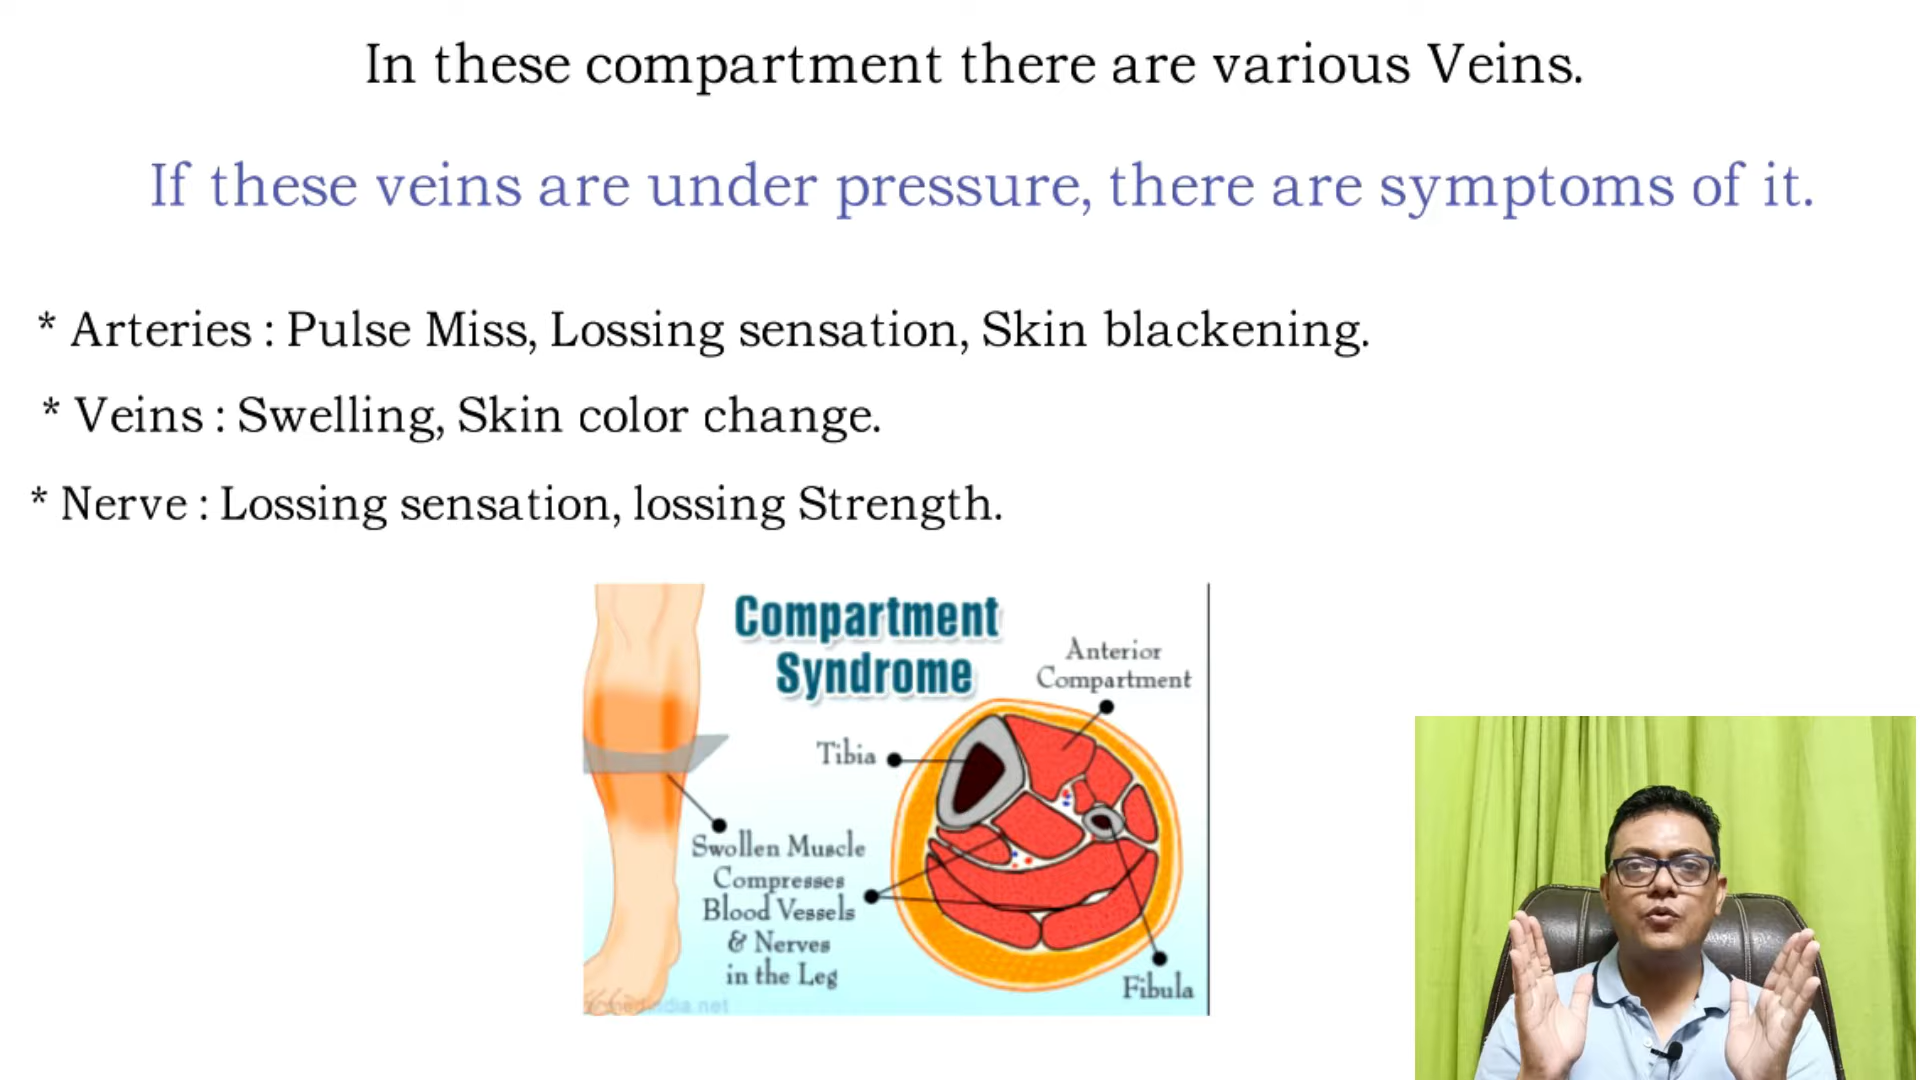 In these compartment there are various Veins.
If these veins are under pressure, there are symptoms of it.
* Arteries : Pulse Miss, Lossing sensation, Skin blackening.
* Veins : Swelling, Skin color change.
* Nerve : Lossing sensation, lossing Strength.
Compartment
Syndrome
Anterior
Compartment
Tibia
Swollen Muscle
Compresses
Blood Vessels
& Nerves
in the Leg
Fibula